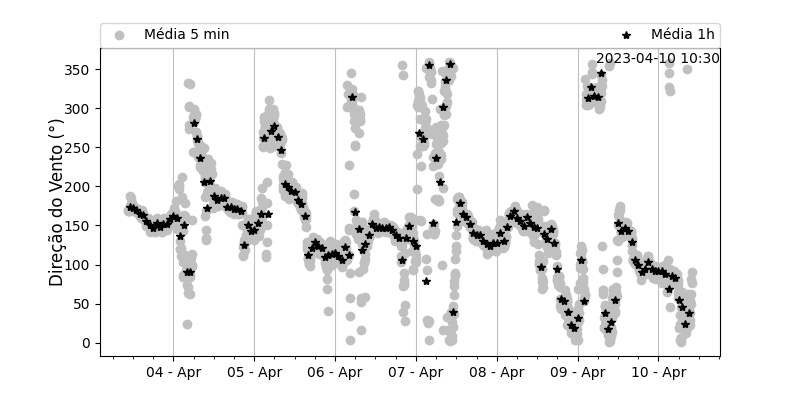 Média 5 min
Média 1h
2023-04-10 10:30
Direção do Vento (°)
350
300
250
200
150
100
50
0
04 - Apr
05 - Apr
06 - Apr
07 - Apr
08 - Apr
09 - Apr
10 - Apr